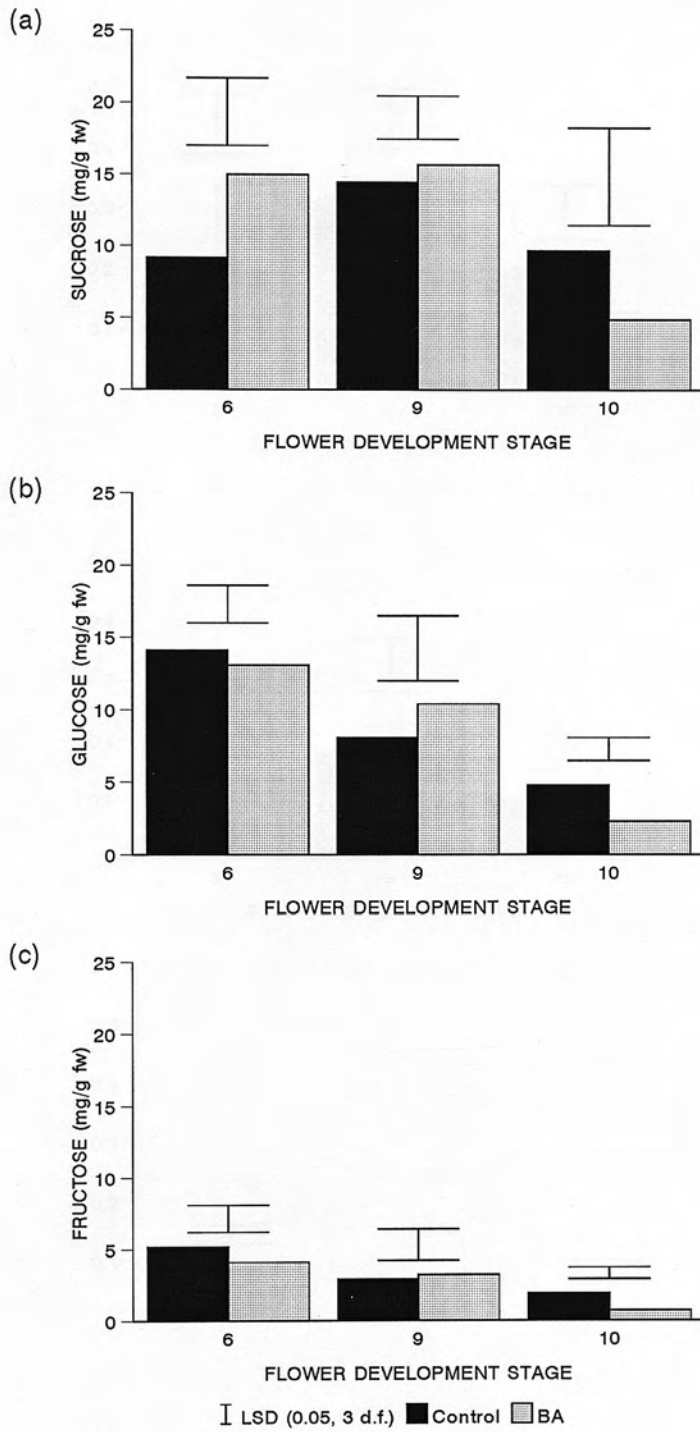 (a)
25
20
15
10
5
0
SUCROSE (mg/g fw)
6 9 10
FLOWER DEVELOPMENT STAGE
(b)
25
20
15
10
5
0
GLUCOSE (mg/g fw)
6 9 10
FLOWER DEVELOPMENT STAGE
(c)
25
20
15
10
5
0
FRUCTOSE (mg/g fw)
6 9 10
FLOWER DEVELOPMENT STAGE
LSD (0.05, 3 d.f.) Control BA